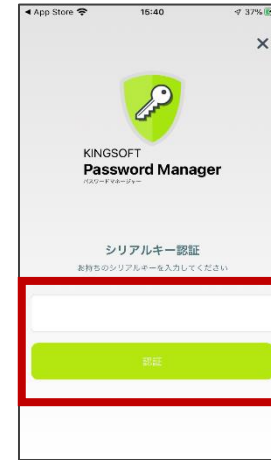 ◀ App Store 15:40 37%
×
KINGSOFT
Password Manager
パスワードマネージャー
シリアルキー認証
お持ちのシリアルキーを入力してください
認証